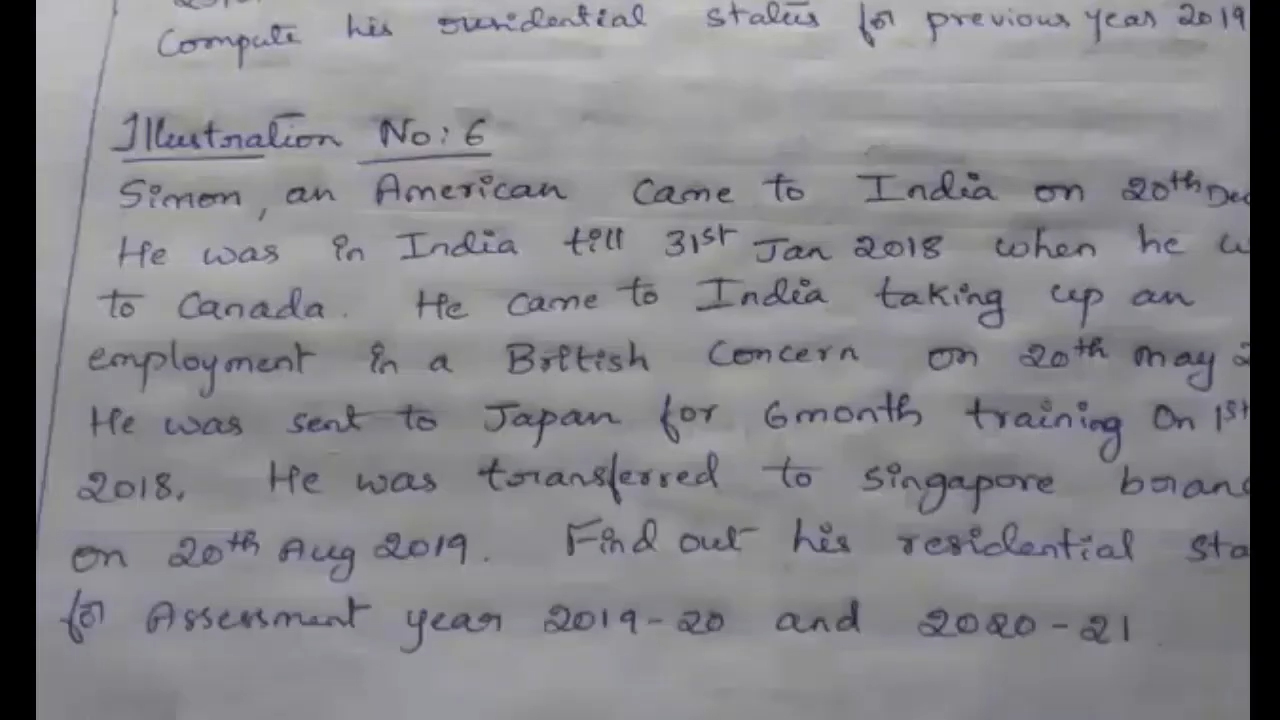 Compute his residential status for previous year 2019
Illustration No: 6
Simon, an American came to India on 20th Dec
He was in India till 31st Jan 2018 when he
to Canada. He came to India taking up an
employment in a British concern on 20th may
He was sent to Japan for 6month training on 1st
2018. He was transferred to Singapore
on 20th Aug 2019. Find out his residential
for Assessment year 2019-20 and 2020-21